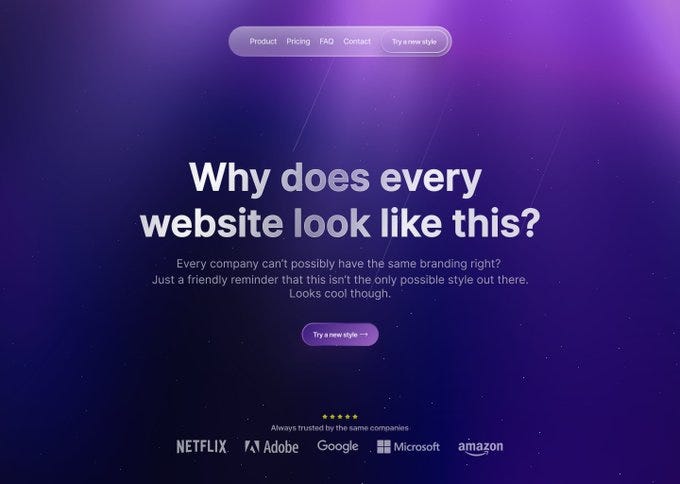 Product Pricing FAQ Contact Try a new style
Why does every
website look like this?
Every company can’t possibly have the same branding right?
Just a friendly reminder that this isn’t the only possible style out there.
Looks cool though.
Try a new style →
Always trusted by the same companies
NETFLIX Adobe Google Microsoft amazon